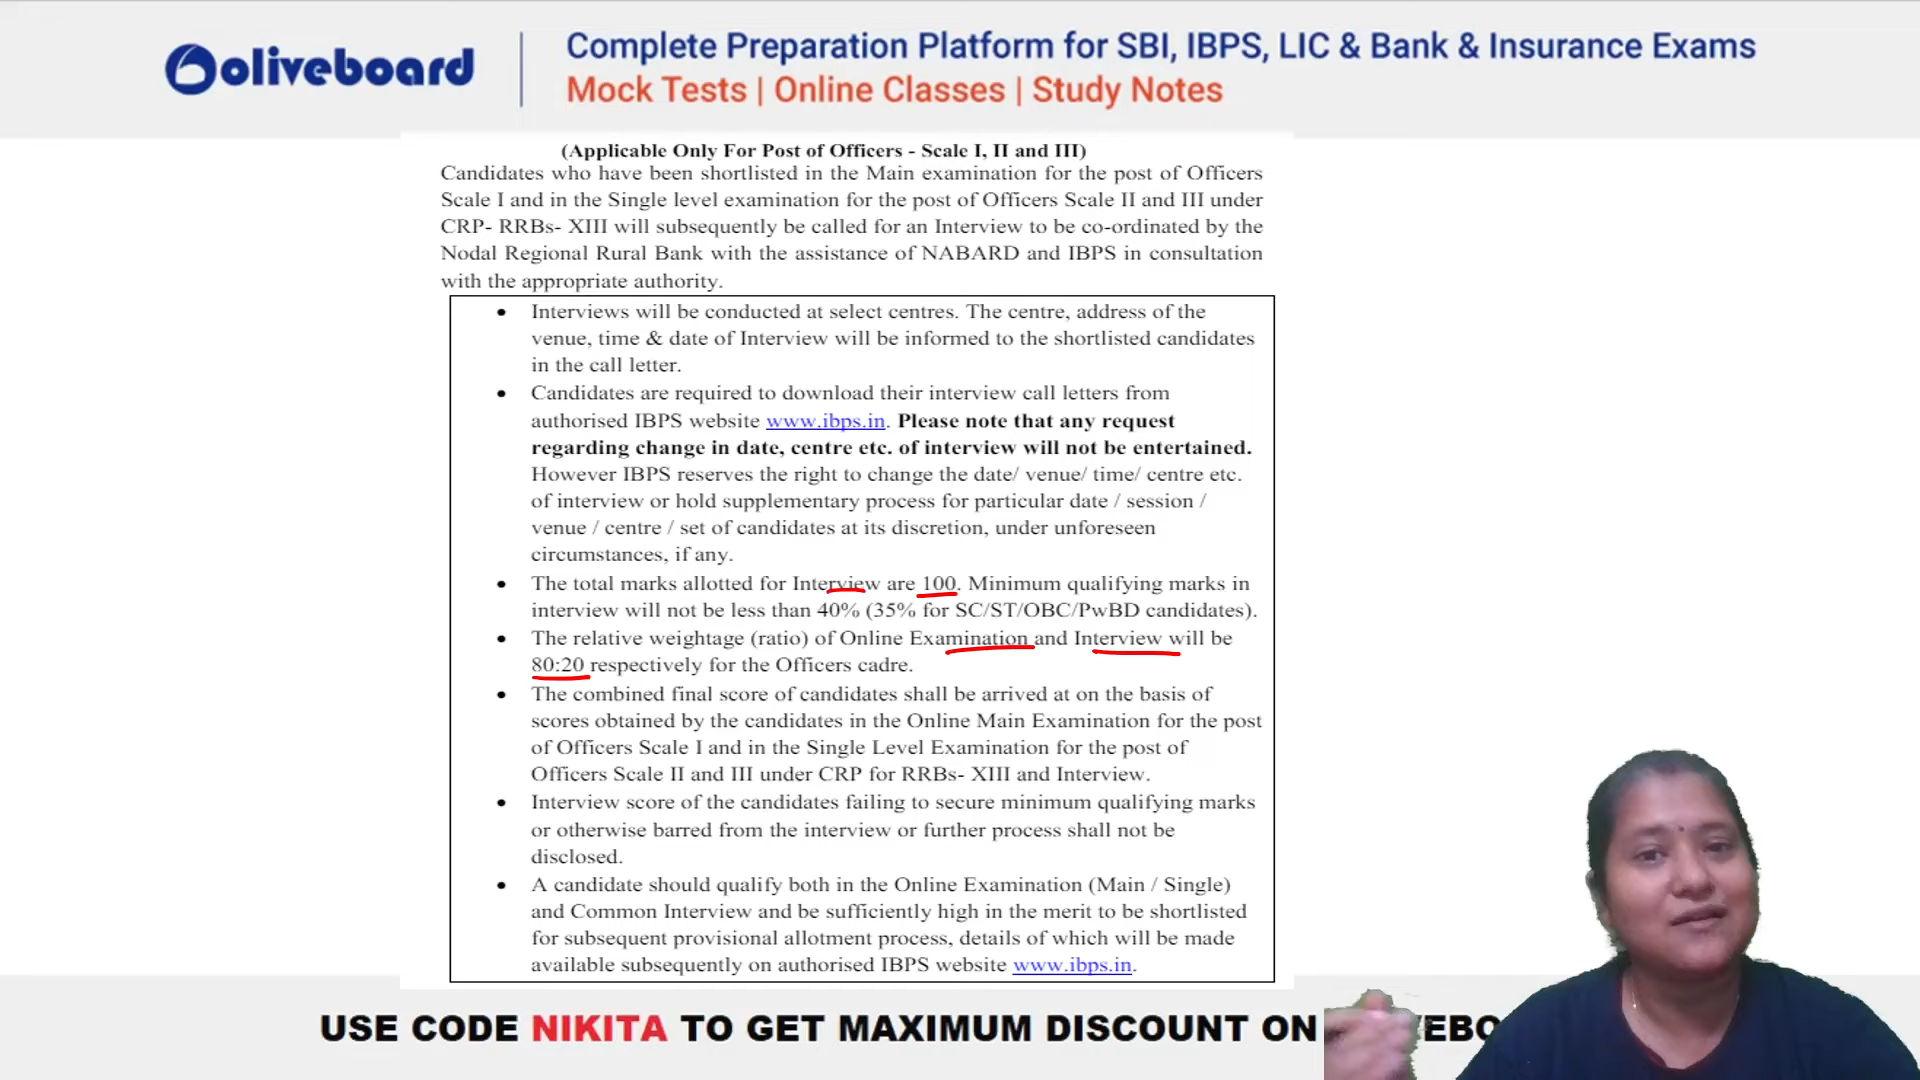 oliveboard
Complete Preparation Platform for SBI, IBPS, LIC & Bank & Insurance Exams
Mock Tests | Online Classes | Study Notes
(Applicable Only For Post of Officers - Scale I, II and III)
Candidates who have been shortlisted in the Main examination for the post of Officers
Scale I and in the Single level examination for the post of Officers Scale II and III under
CRP- RRBs- XIII will subsequently be called for an Interview to be co-ordinated by the
Nodal Regional Rural Bank with the assistance of NABARD and IBPS in consultation
with the appropriate authority.
• Interviews will be conducted at select centres. The centre, address of the
venue, time & date of Interview will be informed to the shortlisted candidates
in the call letter.
• Candidates are required to download their interview call letters from
authorised IBPS website www.ibps.in. Please note that any request
regarding change in date, centre etc. of interview will not be entertained.
However IBPS reserves the right to change the date/ venue/ time/ centre etc.
of interview or hold supplementary process for particular date / session /
venue / centre / set of candidates at its discretion, under unforeseen
circumstances, if any.
• The total marks allotted for Interview are 100. Minimum qualifying marks in
interview will not be less than 40% (35% for SC/ST/OBC/PwBD candidates).
• The relative weightage (ratio) of Online Examination and Interview will be
80:20 respectively for the Officers cadre.
• The combined final score of candidates shall be arrived at on the basis of
scores obtained by the candidates in the Online Main Examination for the post
of Officers Scale I and in the Single Level Examination for the post of
Officers Scale II and III under CRP for RRBs- XIII and Interview.
• Interview score of the candidates failing to secure minimum qualifying marks
or otherwise barred from the interview or further process shall not be
disclosed.
• A candidate should qualify both in the Online Examination (Main / Single)
and Common Interview and be sufficiently high in the merit to be shortlisted
for subsequent provisional allotment process, details of which will be made
available subsequently on authorised IBPS website www.ibps.in.
USE CODE NIKITA TO GET MAXIMUM DISCOUNT ON